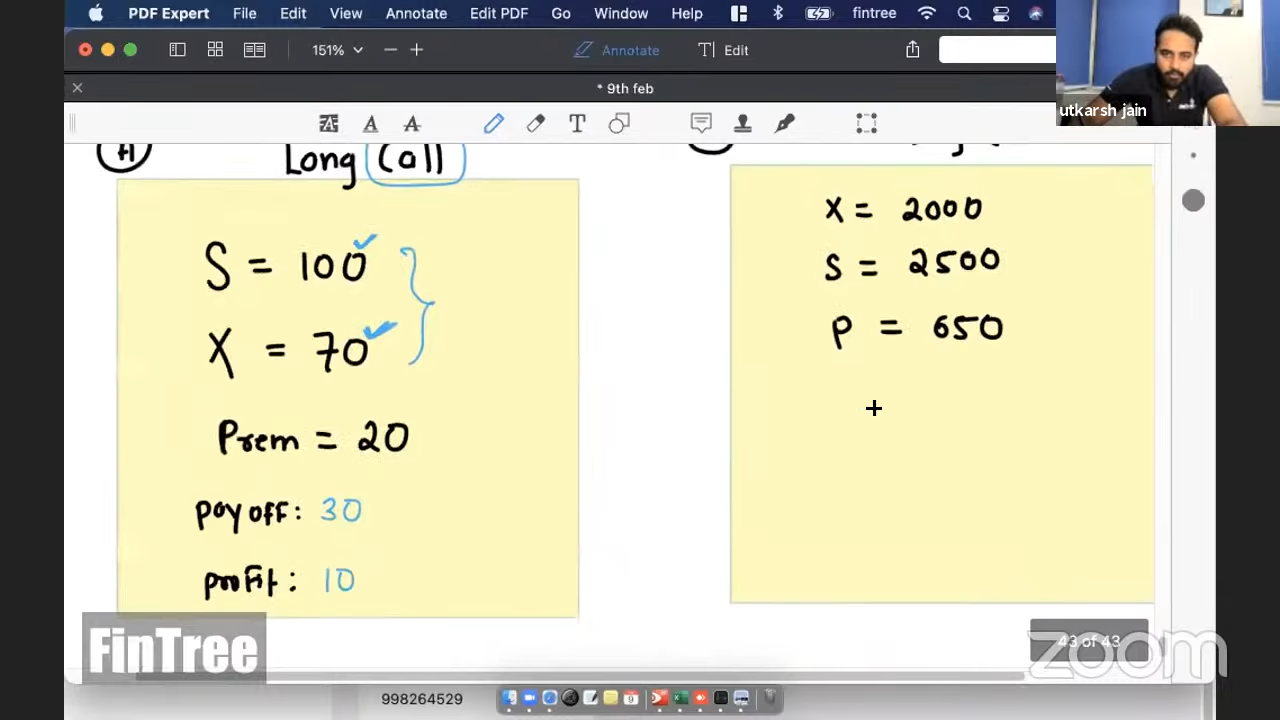 PDF Expert File Edit View Annotate Edit PDF Go Window Help fintree
151% Annotate T| Edit
utkarsh jain
* 9th feb
Long Call
S = 100
X = 70
Prem = 20
payoff: 30
profit: 10
X = 2000
S = 2500
P = 650
FinTree
43 of 43
zoom
998264529